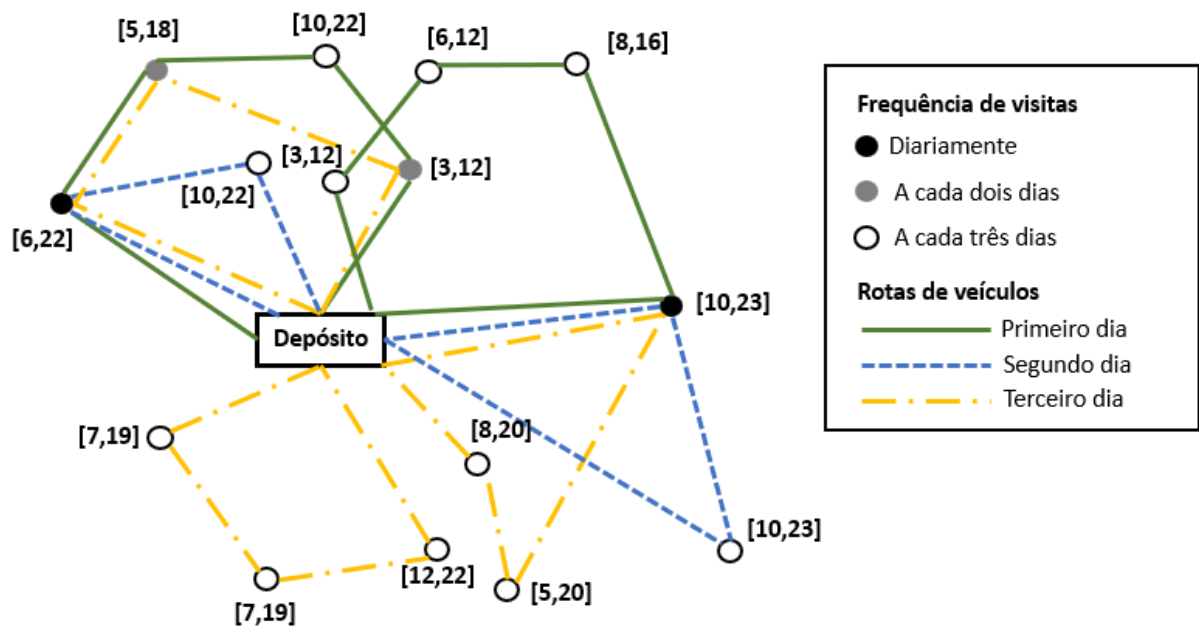 [5,18]
[10,22]
[6,12]
[8,16]
[3,12]
[3,12]
[10,22]
[6,22]
[10,23]
Depósito
[7,19]
[8,20]
[10,23]
[12,22]
[5,20]
[7,19]
Frequência de visitas
Diariamente
A cada dois dias
A cada três dias
Rotas de veículos
Primeiro dia
Segundo dia
Terceiro dia